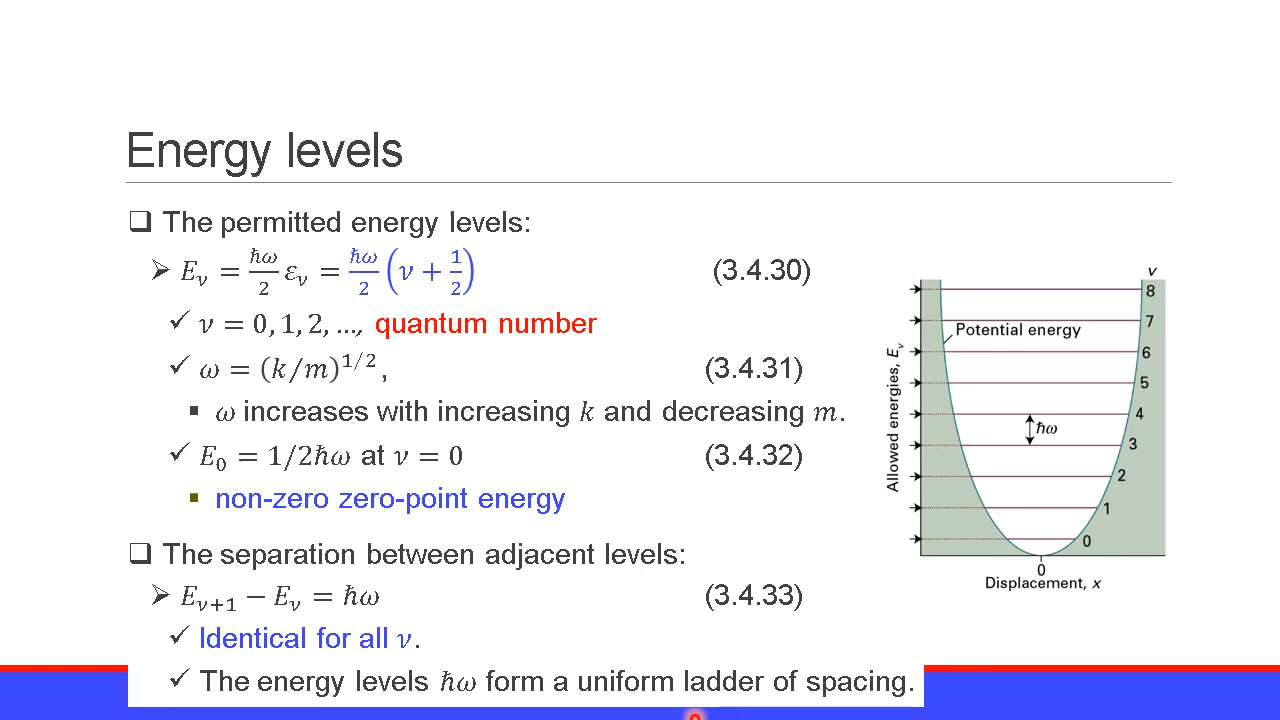 Energy levels
❑ The permitted energy levels:
➢ E_ν = ħω/2 ε_ν = ħω/2 (ν + 1/2) (3.4.30)
✓ ν = 0, 1, 2, …, quantum number
✓ ω = (k/m)^{1/2}, (3.4.31)
▪ ω increases with increasing k and decreasing m.
✓ E_0 = 1/2ħω at ν = 0 (3.4.32)
▪ non-zero zero-point energy
❑ The separation between adjacent levels:
➢ E_{ν+1} − E_ν = ħω (3.4.33)
✓ Identical for all ν.
✓ The energy levels ħω form a uniform ladder of spacing.
v
8
7
Potential energy
6
5
4
ħω
3
2
1
0
Allowed energies, E_v
0
Displacement, x